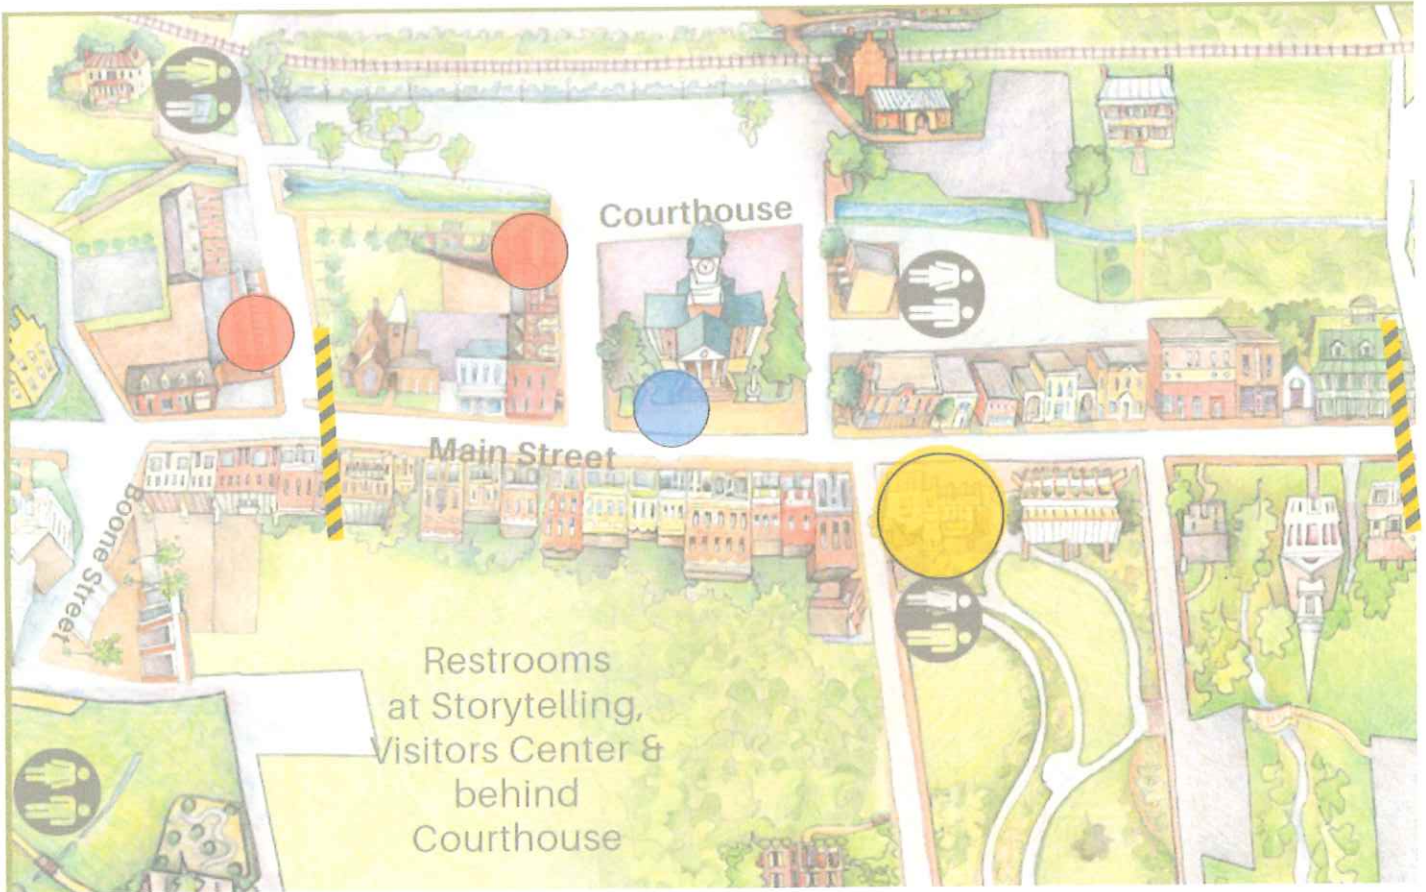 Courthouse
Main Street
Boone Street
Restrooms
at Storytelling,
Visitors Center &
behind
Courthouse